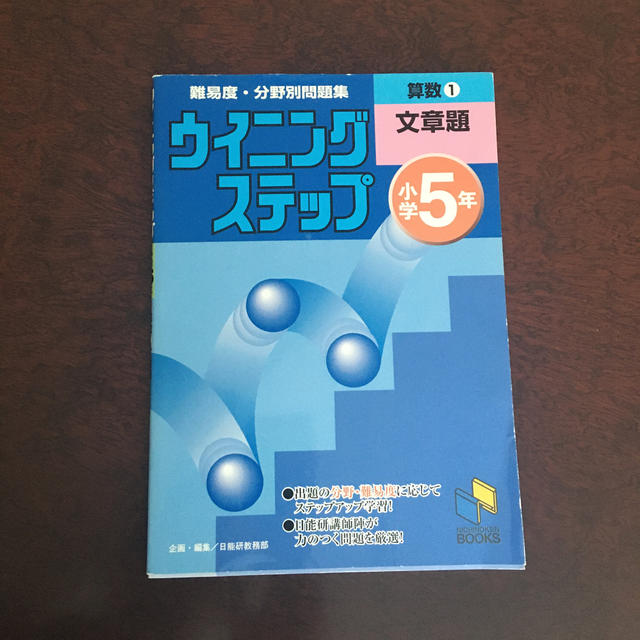 難易度・分野別問題集
算数1
文章題
ウイニング
ステップ
小学5年
●出題の分野・難易度に応じて
ステップアップ学習!
●日能研講師陣が
力のつく問題を厳選!
企画・編集/日能研教務部
NICHINOKEN
BOOKS